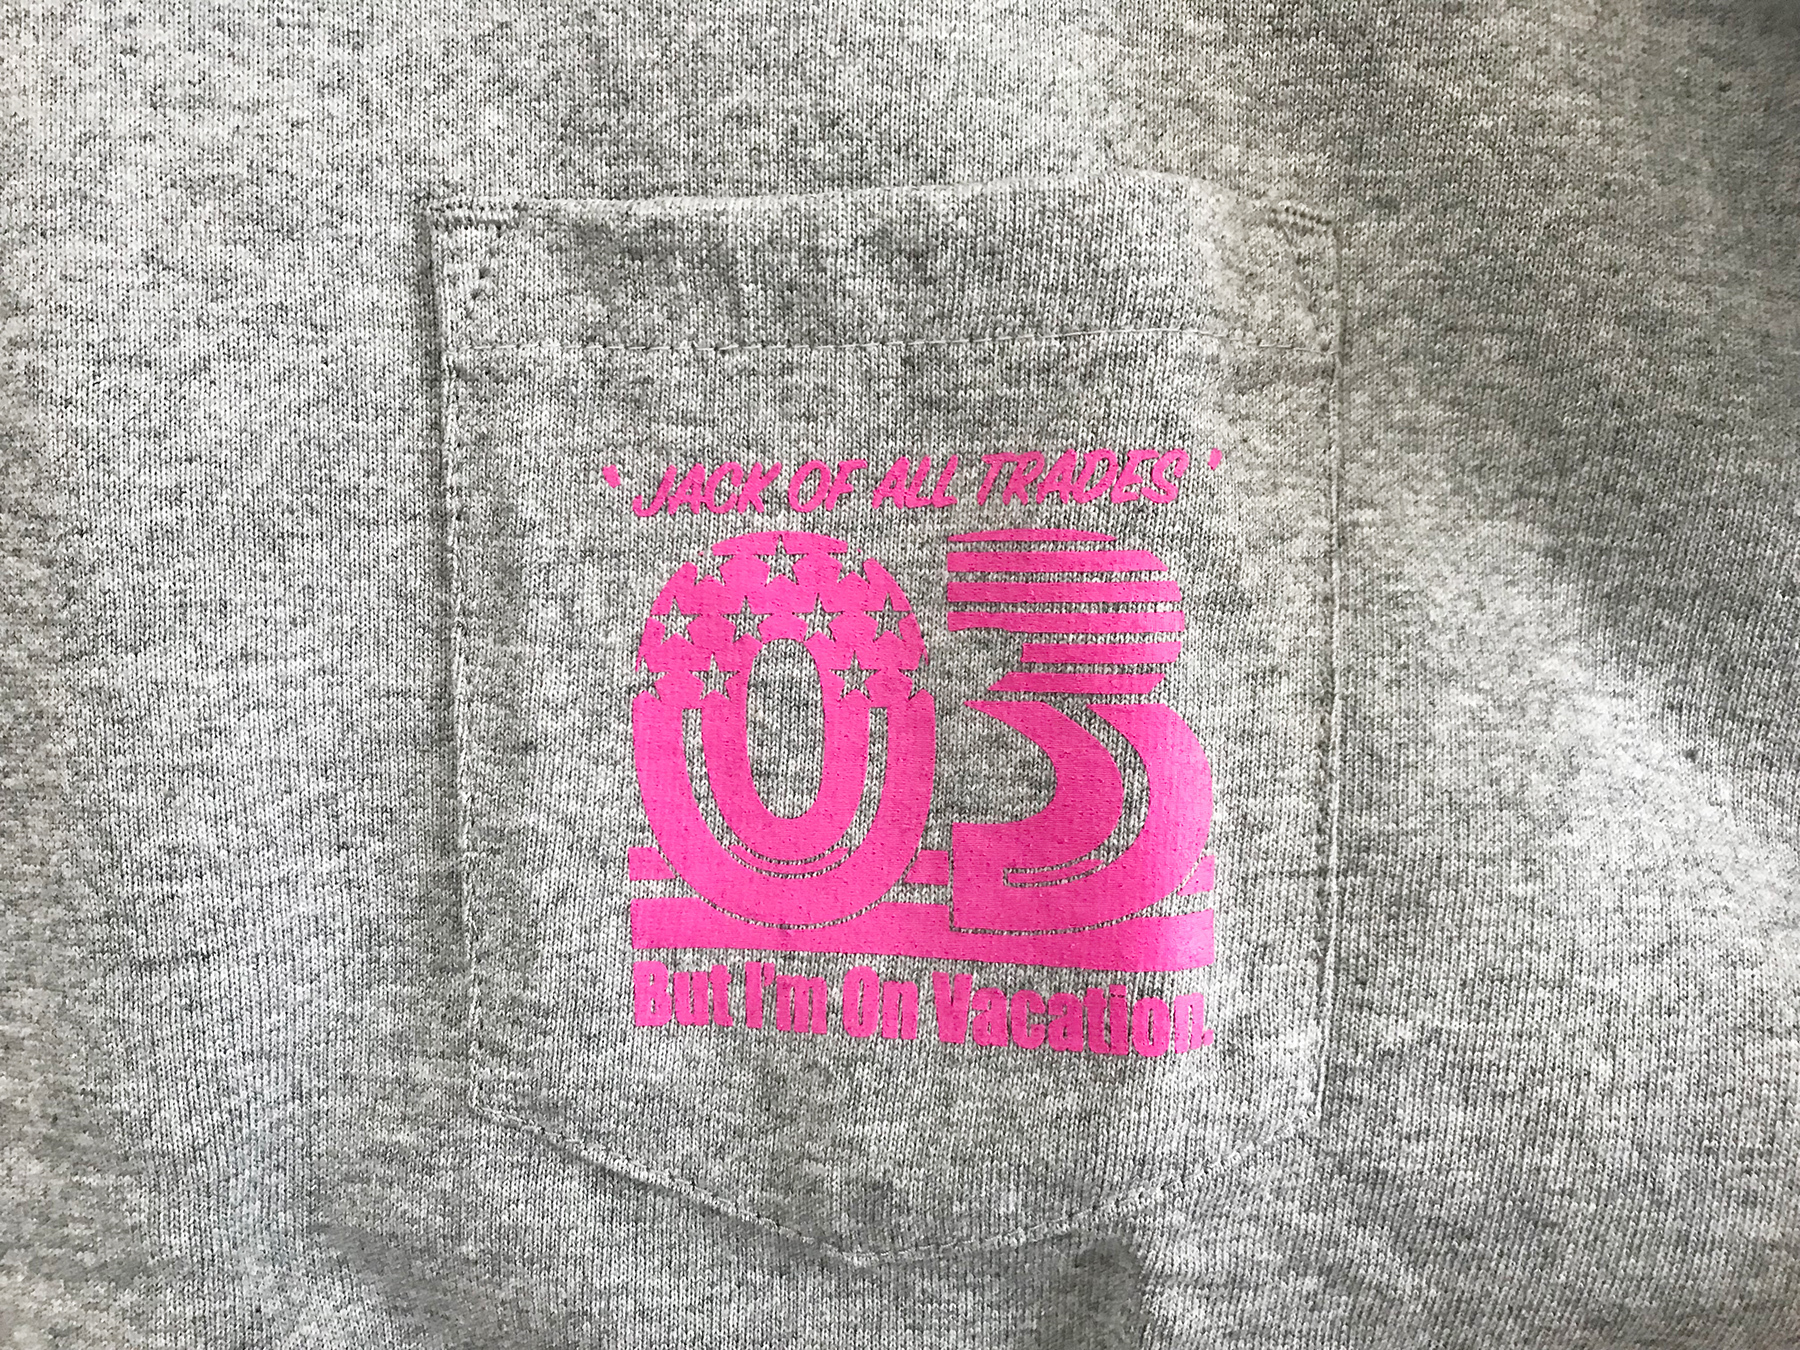 ' JACK OF ALL TRADES '
03
But I'm On Vacation.